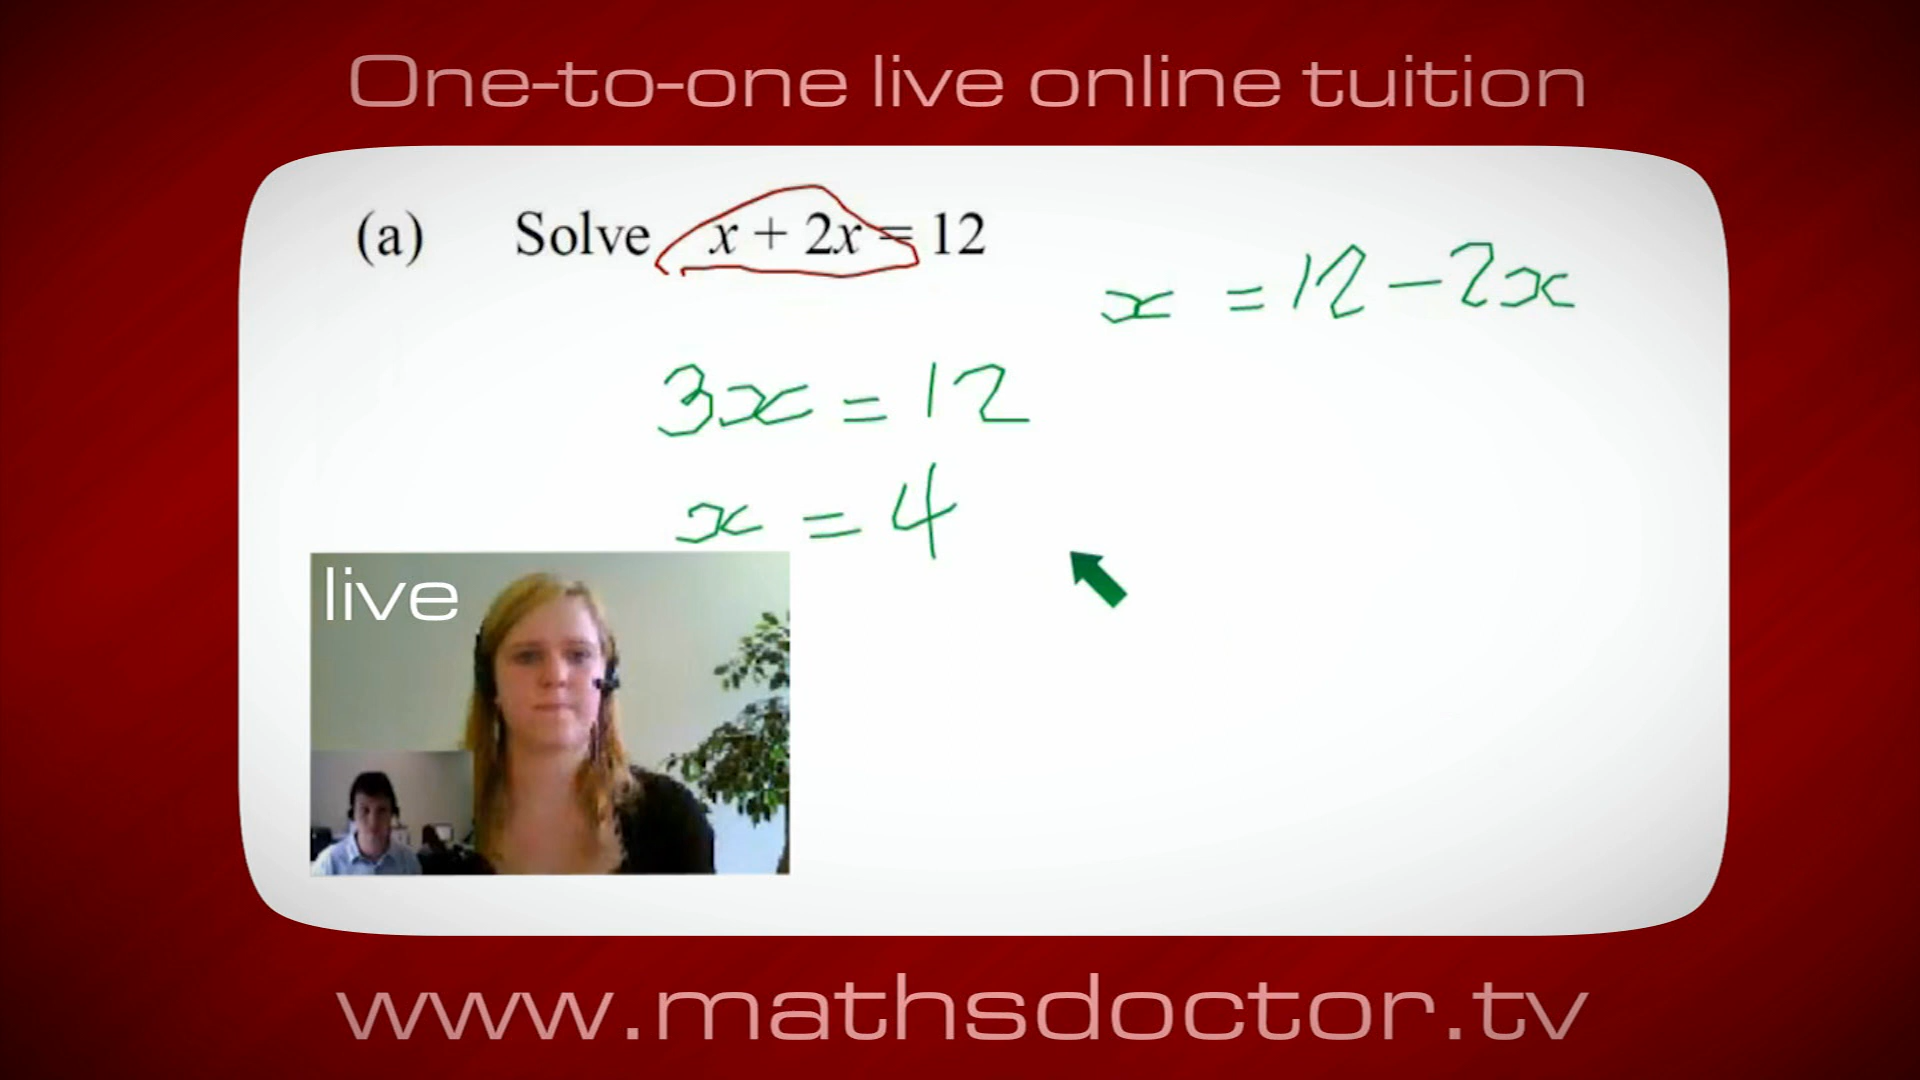 One-to-one live online tuition
(a) Solve x + 2x = 12
x = 12 - 2x
3x = 12
x = 4
live
www.mathsdoctor.tv